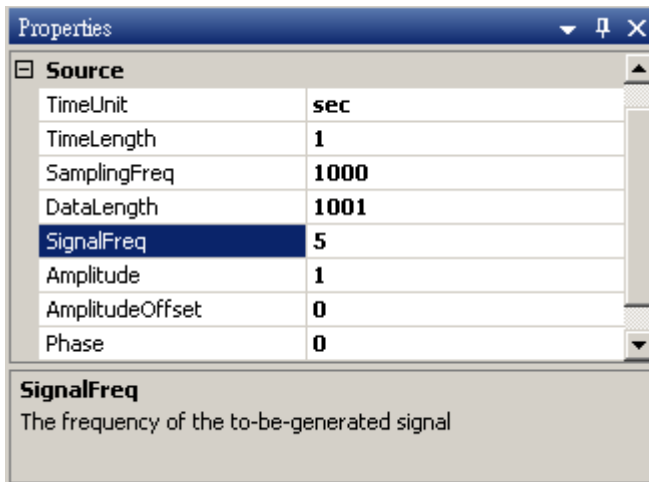 Properties
Source
TimeUnit sec
TimeLength 1
SamplingFreq 1000
DataLength 1001
SignalFreq 5
Amplitude 1
AmplitudeOffset 0
Phase 0
SignalFreq
The frequency of the to-be-generated signal